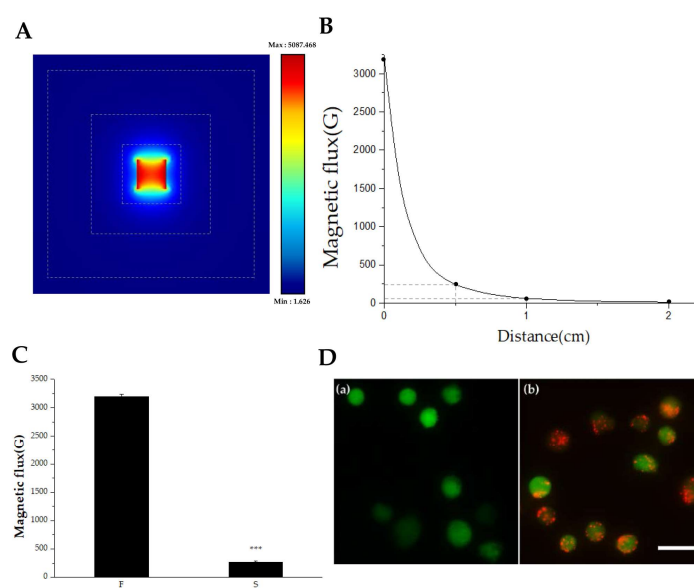 A
Max : 5087.468
Min : 1.626
B
Magnetic flux(G)
3000
2500
2000
1500
1000
500
0
0
1
2
Distance(cm)
C
Magnetic flux(G)
3500
3000
2500
2000
1500
1000
500
0
***
F
S
D
(a)
(b)